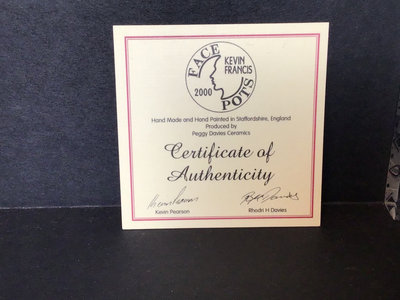 FACE POTS
KEVIN
FRANCIS
2000
Hand Made and Hand Painted in Staffordshire, England
Produced by
Peggy Davies Ceramics
Certificate of
Authenticity
Kevin Pearson Rhodri H Davies